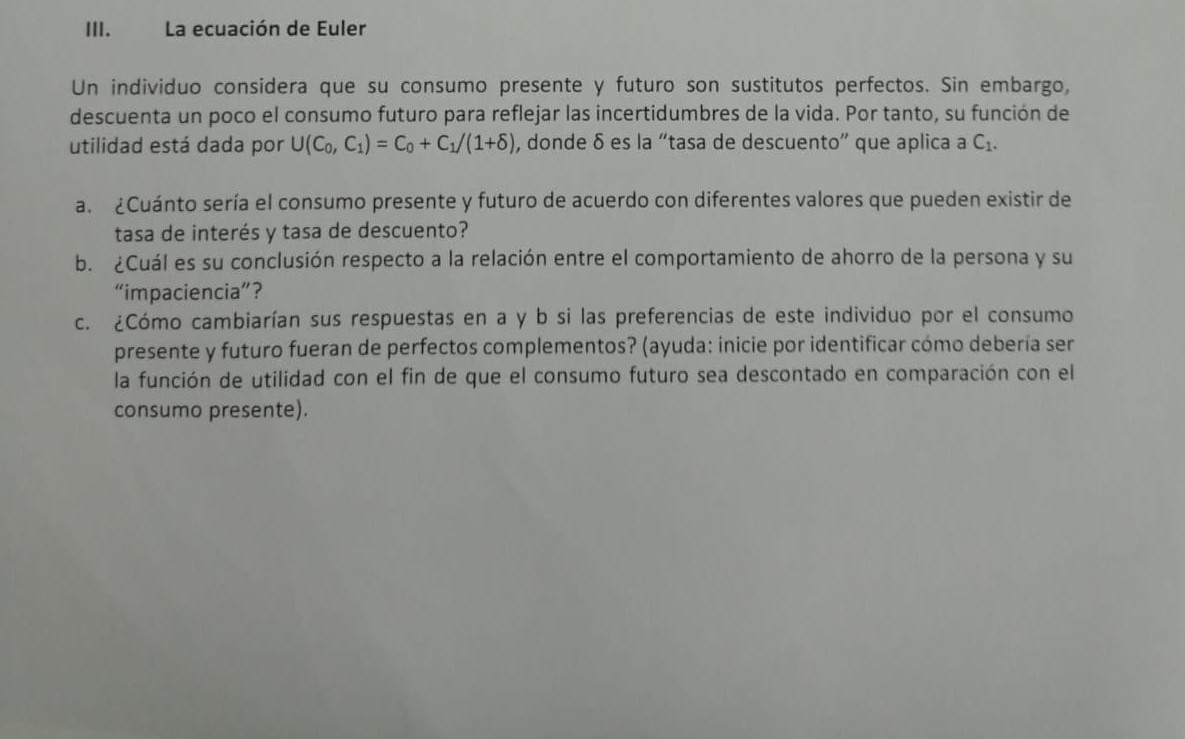 III. La ecuación de Euler
Un individuo considera que su consumo presente y futuro son sustitutos perfectos. Sin embargo,
descuenta un poco el consumo futuro para reflejar las incertidumbres de la vida. Por tanto, su función de
utilidad está dada por U(C₀, C₁) = C₀ + C₁/(1+δ), donde δ es la “tasa de descuento” que aplica a C₁.
a. ¿Cuánto sería el consumo presente y futuro de acuerdo con diferentes valores que pueden existir de
tasa de interés y tasa de descuento?
b. ¿Cuál es su conclusión respecto a la relación entre el comportamiento de ahorro de la persona y su
“impaciencia”?
c. ¿Cómo cambiarían sus respuestas en a y b si las preferencias de este individuo por el consumo
presente y futuro fueran de perfectos complementos? (ayuda: inicie por identificar cómo debería ser
la función de utilidad con el fin de que el consumo futuro sea descontado en comparación con el
consumo presente).